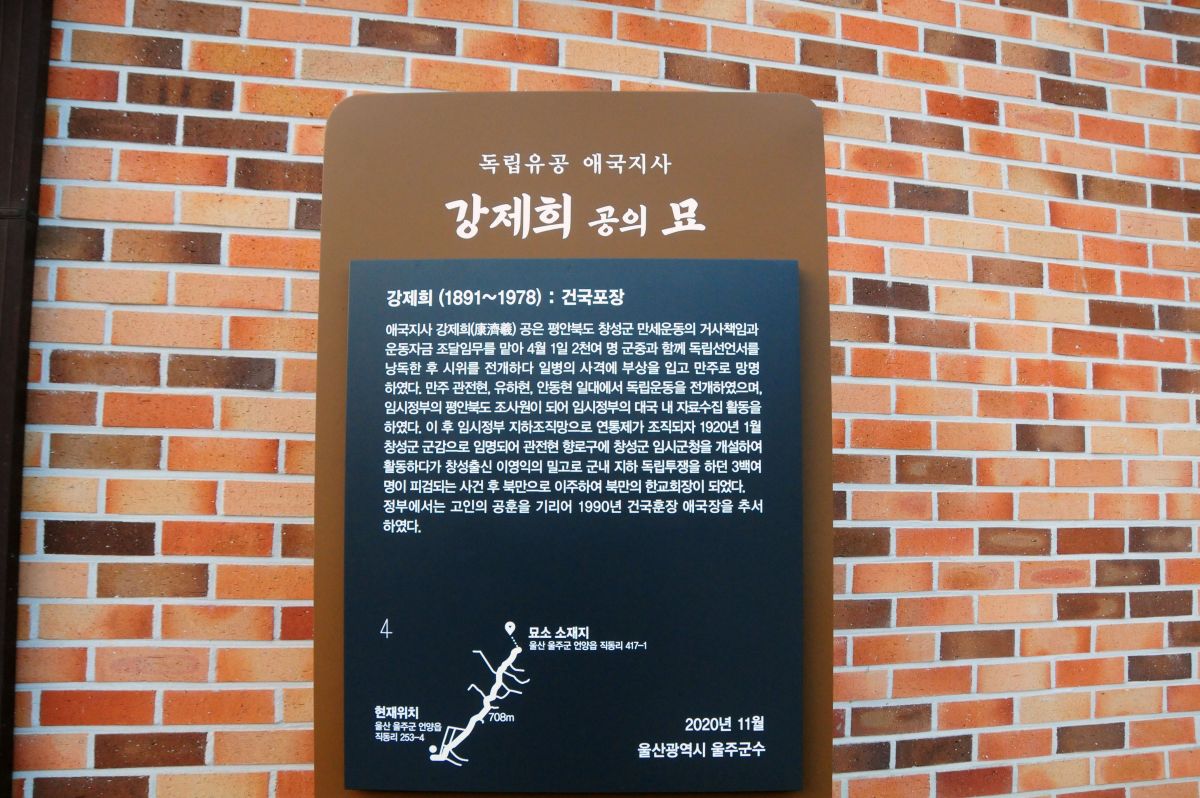 독립유공 애국지사
강제희 공의 묘
강제희 (1891~1978) : 건국포장
애국지사 강제희(康濟羲) 공은 평안북도 창성군 만세운동의 거사책임과
운동자금 조달임무를 맡아 4월 1일 2천여 명 군중과 함께 독립선언서를
낭독한 후 시위를 전개하다 일병의 사격에 부상을 입고 만주로 망명
하였다. 만주 관전현, 유하현, 안동현 일대에서 독립운동을 전개하였으며,
임시정부의 평안북도 조사원이 되어 임시정부의 대국 내 자료수집 활동을
하였다. 이 후 임시정부 지하조직망으로 연통제가 조직되자 1920년 1월
창성군 군감으로 임명되어 관전현 향로구에 창성군 임시군청을 개설하여
활동하다가 창성출신 이영익의 밀고로 군내 지하 독립투쟁을 하던 3백여
명이 피검되는 사건 후 북만으로 이주하여 북만의 한교회장이 되었다.
정부에서는 고인의 공훈을 기리어 1990년 건국훈장 애국장을 추서
하였다.
4
묘소 소재지
울산 울주군 언양읍 직동리 417-1
708m
현재위치
울산 울주군 언양읍
직동리 253-4
2020년 11월
울산광역시 울주군수